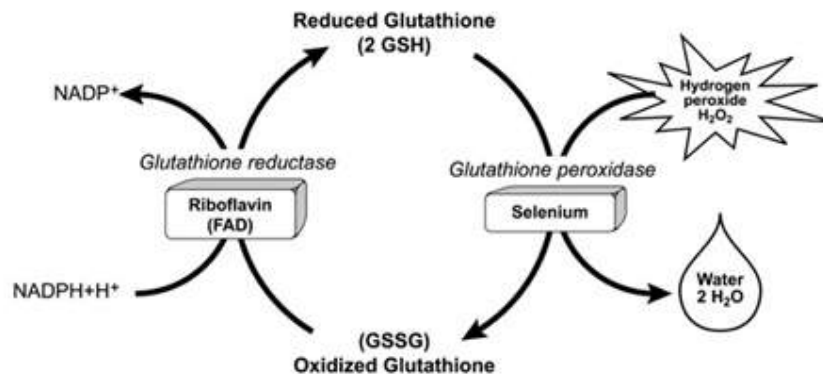 Reduced Glutathione
(2 GSH)
NADP⁺
Hydrogen
peroxide
H₂O₂
Glutathione reductase
Glutathione peroxidase
Riboflavin
(FAD)
Selenium
NADPH+H⁺
Water
2 H₂O
(GSSG)
Oxidized Glutathione